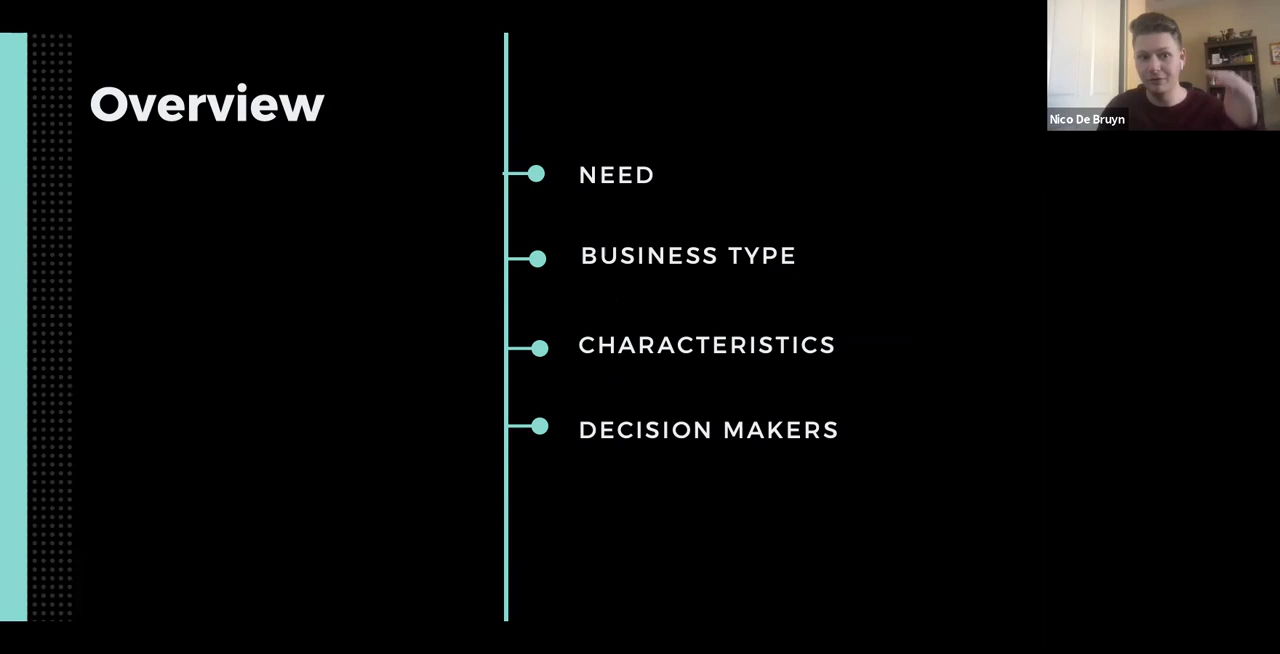 Overview
Nico De Bruyn
NEED
BUSINESS TYPE
CHARACTERISTICS
DECISION MAKERS